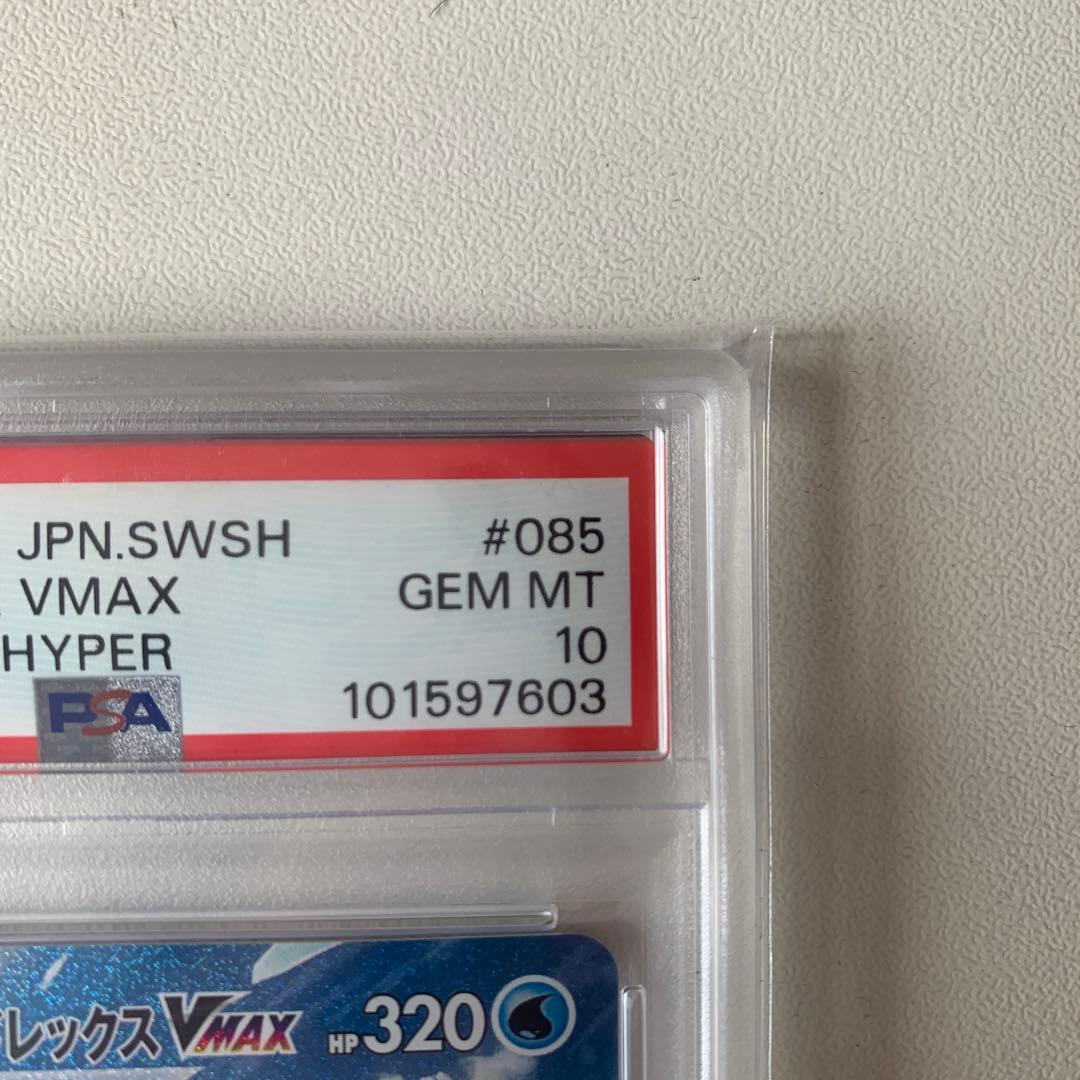 JPN.SWSH #085
VMAX GEM MT
HYPER 10
PSA 101597603
レックスVMAX HP320